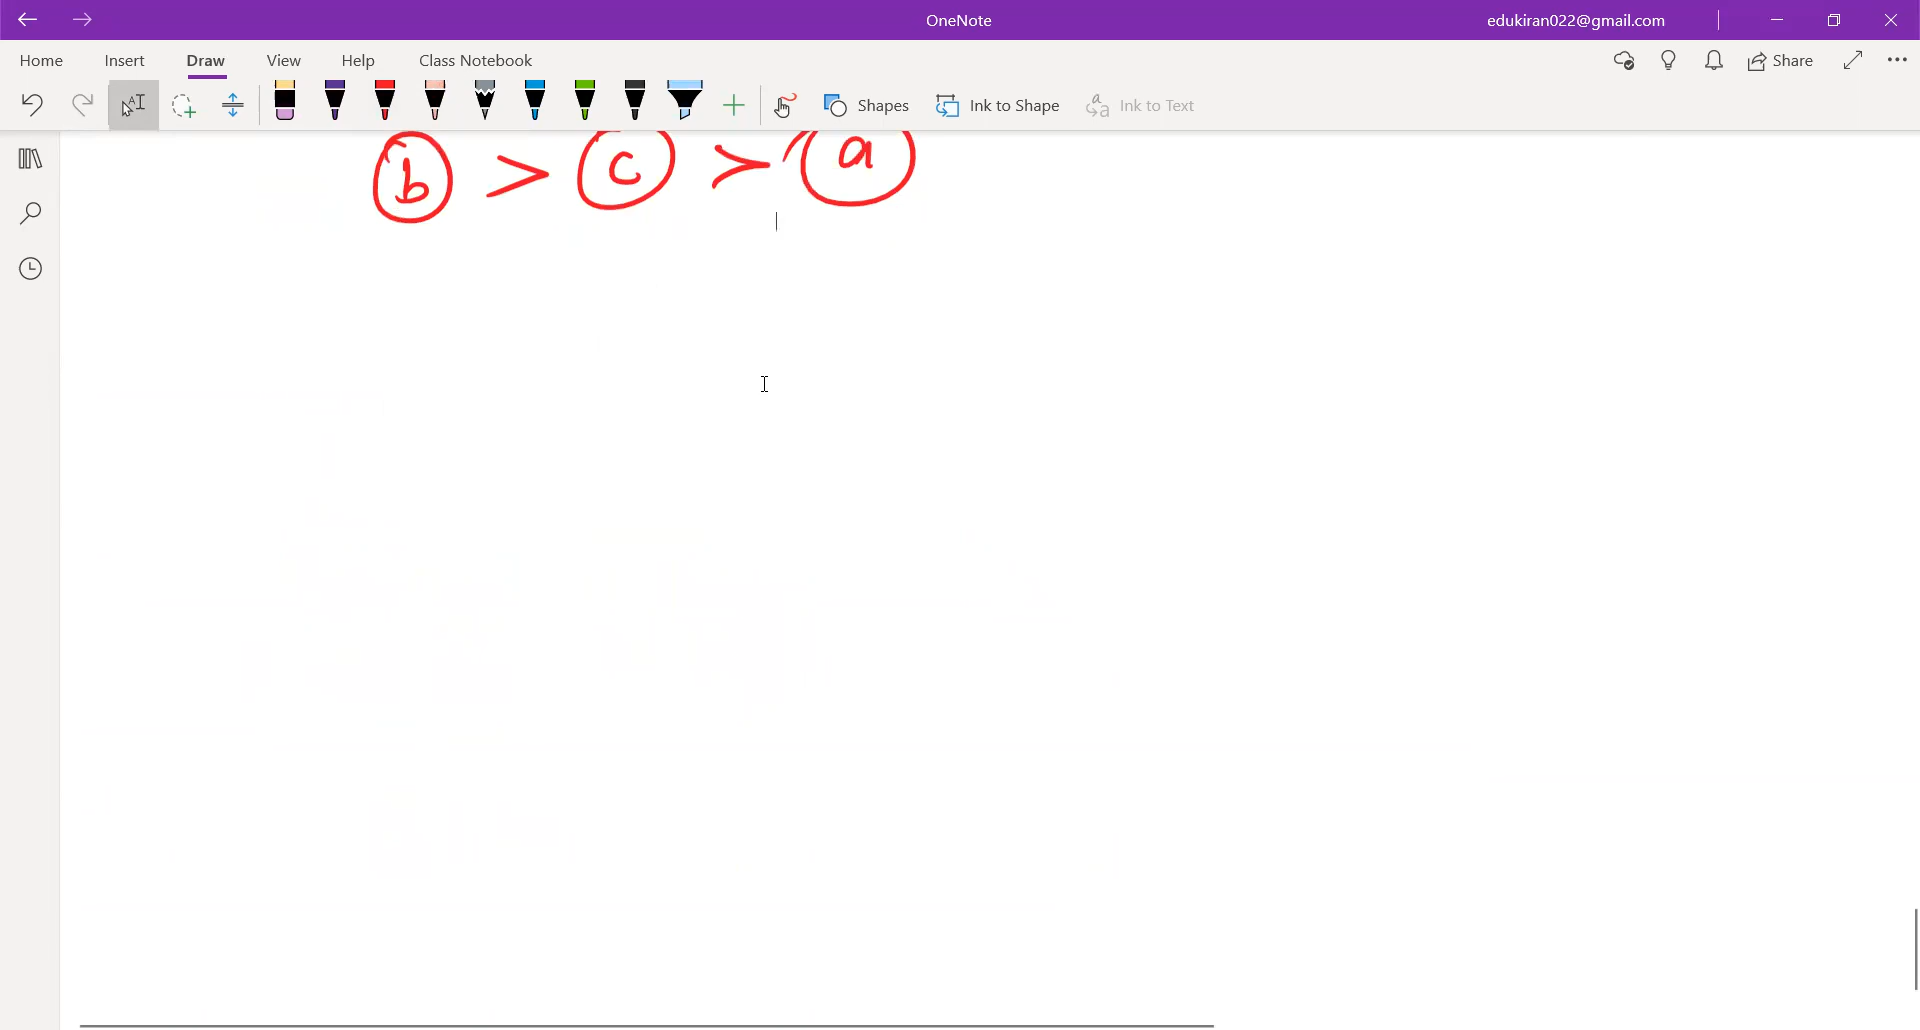 OneNote
edukiran022@gmail.com
Home Insert Draw View Help Class Notebook Share
Shapes Ink to Shape Ink to Text
b > c > a